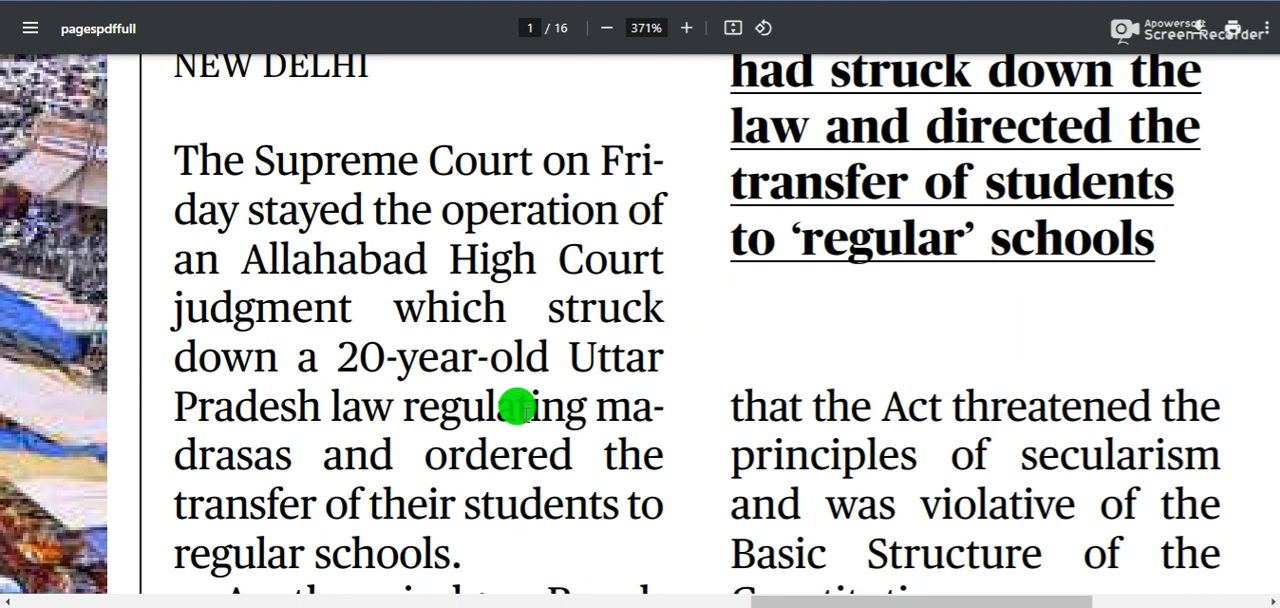 pagespdffull
1 / 16
371%
Apowersoft
Screen Recorder
NEW DELHI
The Supreme Court on Fri-
day stayed the operation of
an Allahabad High Court
judgment which struck
down a 20-year-old Uttar
Pradesh law regulating ma-
drasas and ordered the
transfer of their students to
regular schools.
had struck down the
law and directed the
transfer of students
to ‘regular’ schools
that the Act threatened the
principles of secularism
and was violative of the
Basic Structure of the